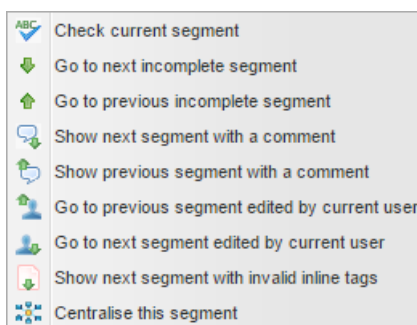 ABC Check current segment
Go to next incomplete segment
Go to previous incomplete segment
Show next segment with a comment
Show previous segment with a comment
Go to previous segment edited by current user
Go to next segment edited by current user
Show next segment with invalid inline tags
Centralise this segment